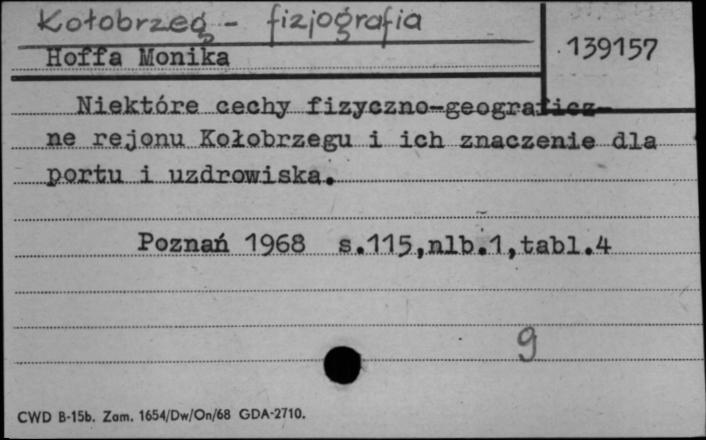 Kołobrzeg - fizjografia
Hoffa Monika
139157
Niektóre cechy fizyczno-geograficz-
ne rejonu Kołobrzegu i ich znaczenie dla
portu i uzdrowiska.
Poznań 1968 s.115,nlb.1,tabl.4
9
CWD B-15b. Zam. 1654/Dw/On/68 GDA-2710.